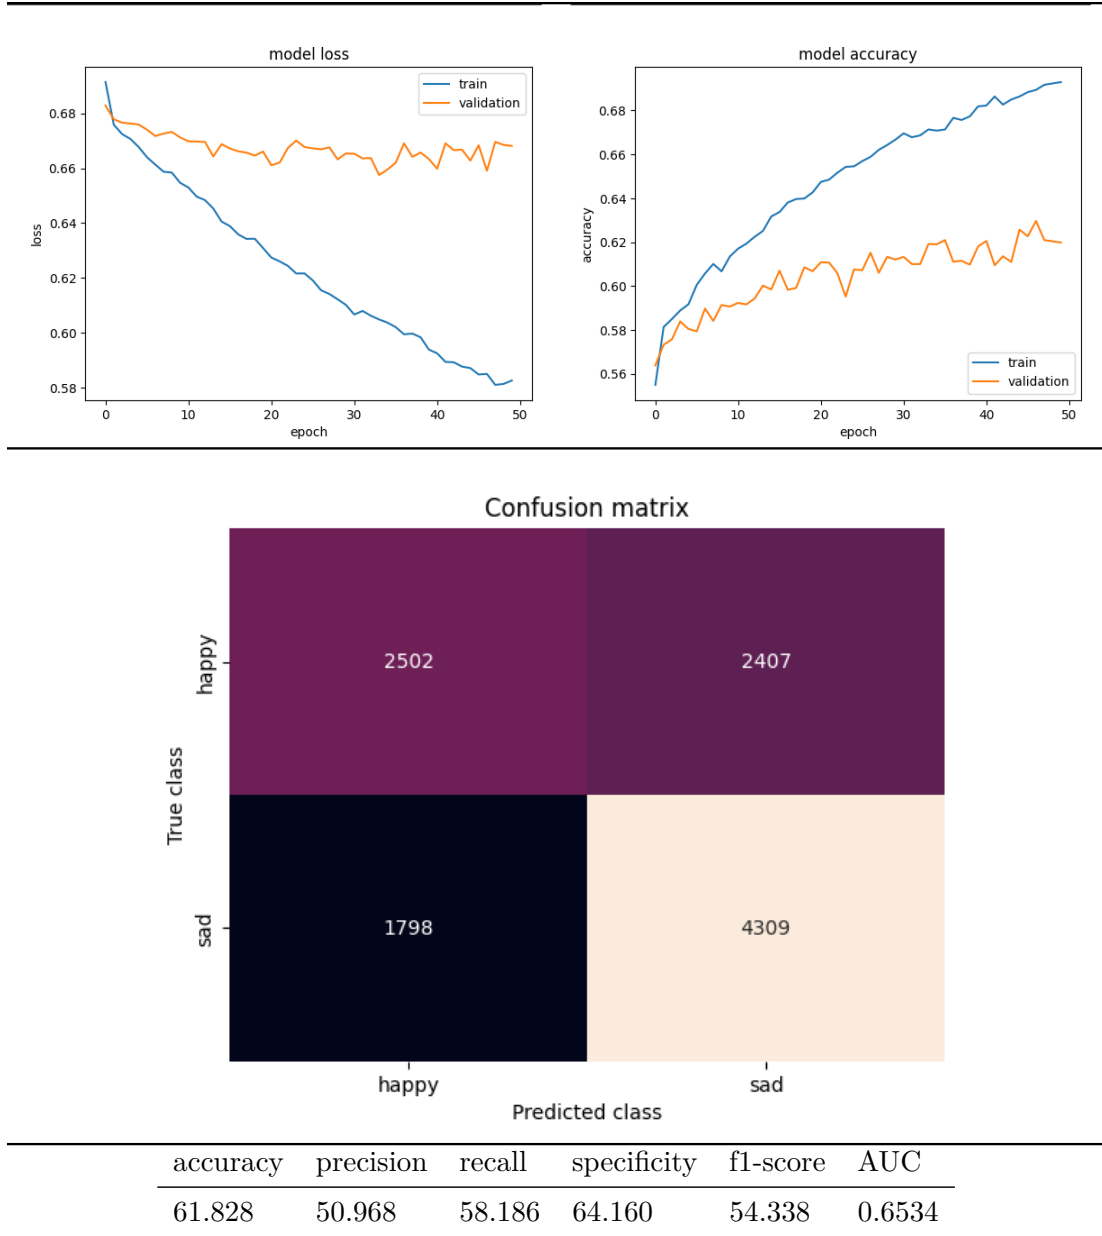 model loss
train
validation
0.68
0.66
0.64
0.62
0.60
0.58
loss
0 10 20 30 40 50
epoch
model accuracy
0.68
0.66
0.64
0.62
0.60
0.58
0.56
accuracy
train
validation
0 10 20 30 40 50
epoch
Confusion matrix
True class
happy
2502 2407
sad
1798 4309
happy sad
Predicted class
accuracy precision recall specificity f1-score AUC
61.828 50.968 58.186 64.160 54.338 0.6534